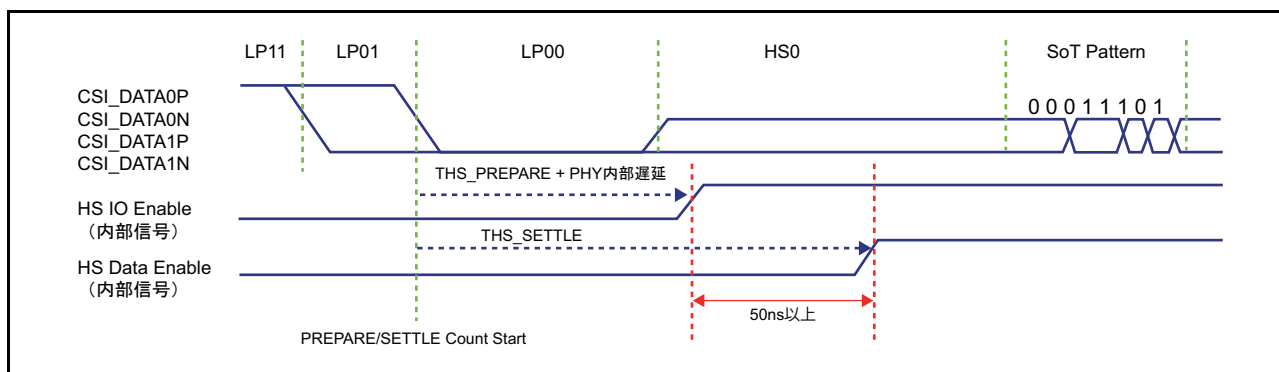 LP11 LP01 LP00 HS0 SoT Pattern
CSI_DATA0P
CSI_DATA0N
CSI_DATA1P
CSI_DATA1N
0 0 0 1 1 1 0 1
THS_PREPARE + PHY内部遅延
HS IO Enable
（内部信号）
THS_SETTLE
HS Data Enable
（内部信号）
50ns以上
PREPARE/SETTLE Count Start